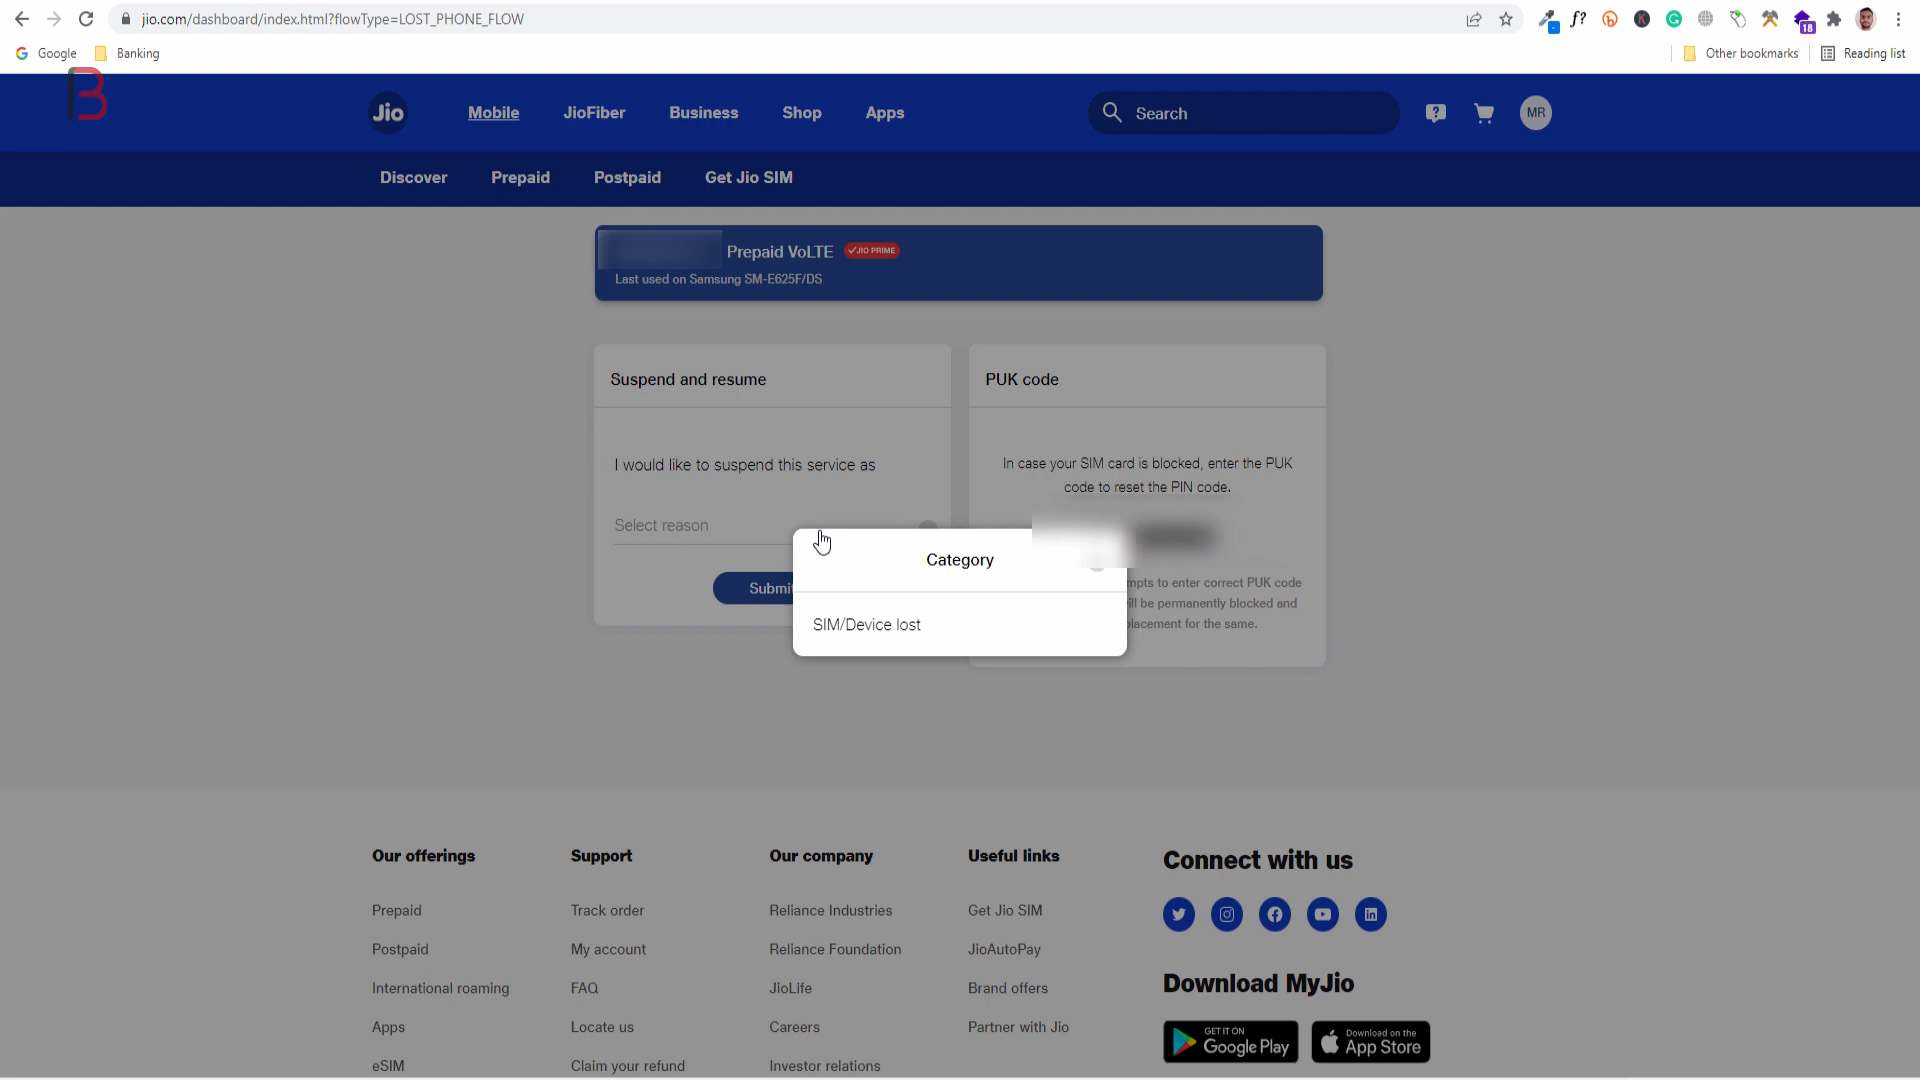 jio.com/dashboard/index.html?flowType=LOST_PHONE_FLOW
f?
18
Google
Banking
Other bookmarks
Reading list
B
Jio
Mobile
JioFiber
Business
Shop
Apps
Search
MR
Discover
Prepaid
Postpaid
Get Jio SIM
Prepaid VoLTE
JIO PRIME
Last used on Samsung SM-E625F/DS
Suspend and resume
I would like to suspend this service as
Select reason
Submit
PUK code
In case your SIM card is blocked, enter the PUK
code to reset the PIN code.
to enter correct PUK code
be permanently blocked and
for the same.
Category
SIM/Device lost
Our offerings
Prepaid
Postpaid
International roaming
Apps
eSIM
Support
Track order
My account
FAQ
Locate us
Claim your refund
Our company
Reliance Industries
Reliance Foundation
JioLife
Careers
Investor relations
Useful links
Get Jio SIM
JioAutoPay
Brand offers
Partner with Jio
Connect with us
Download MyJio
GET IT ON
Google Play
Download on the
App Store